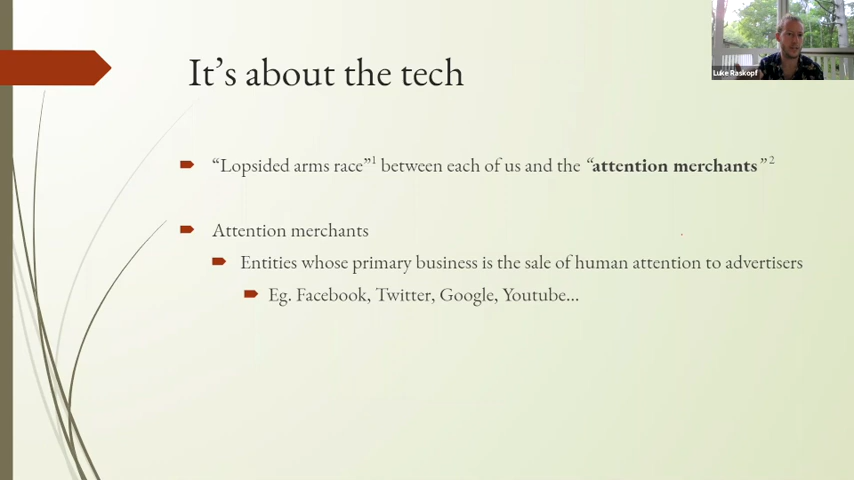 Luke Raskopf
It’s about the tech
“Lopsided arms race”1 between each of us and the “attention merchants”2
Attention merchants
Entities whose primary business is the sale of human attention to advertisers
Eg. Facebook, Twitter, Google, Youtube…